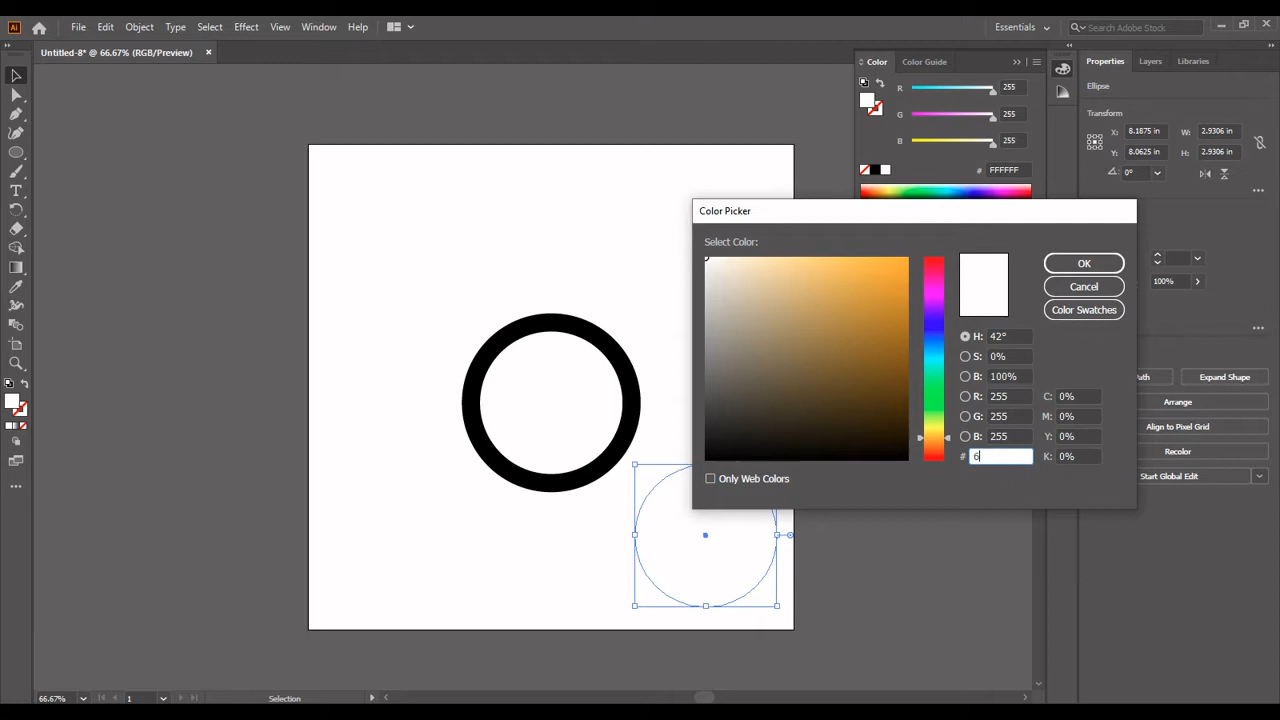 Ai File Edit Object Type Select Effect View Window Help Essentials Search Adobe Stock
Untitled-8* @ 66.67% (RGB/Preview) ×
Color Color Guide
R 255
G 255
B 255
# FFFFFF
Properties Layers Libraries
Ellipse
Transform
X: 8.1875 in W: 2.9306 in
Y: 8.0625 in H: 2.9306 in
0°
100%
Color Picker
Select Color:
OK
Cancel
Color Swatches
H: 42°
S: 0%
B: 100%
R: 255 C: 0%
G: 255 M: 0%
B: 255 Y: 0%
# 6 K: 0%
Only Web Colors
ath Expand Shape
Arrange
Align to Pixel Grid
Recolor
Start Global Edit
T
66.67% 1 Selection